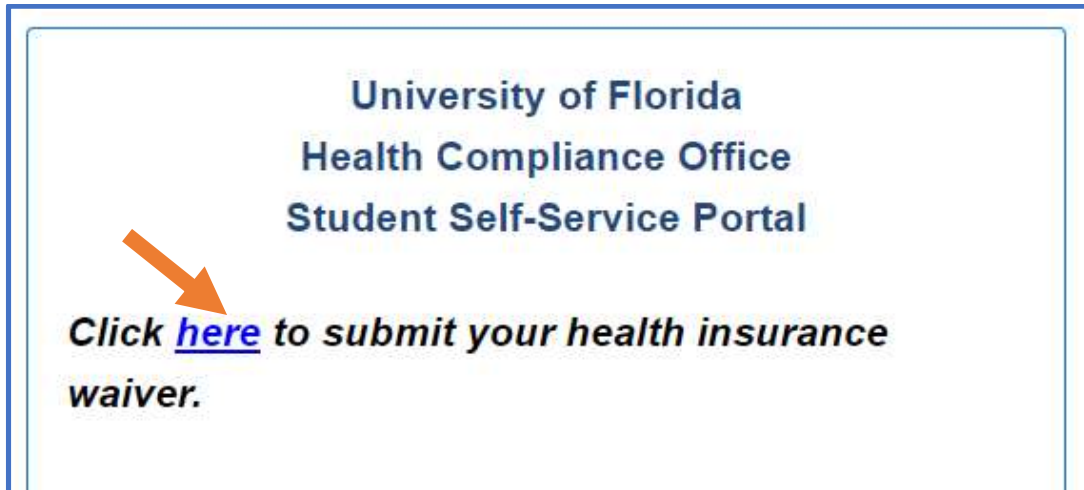 University of Florida
Health Compliance Office
Student Self-Service Portal
Click here to submit your health insurance
waiver.